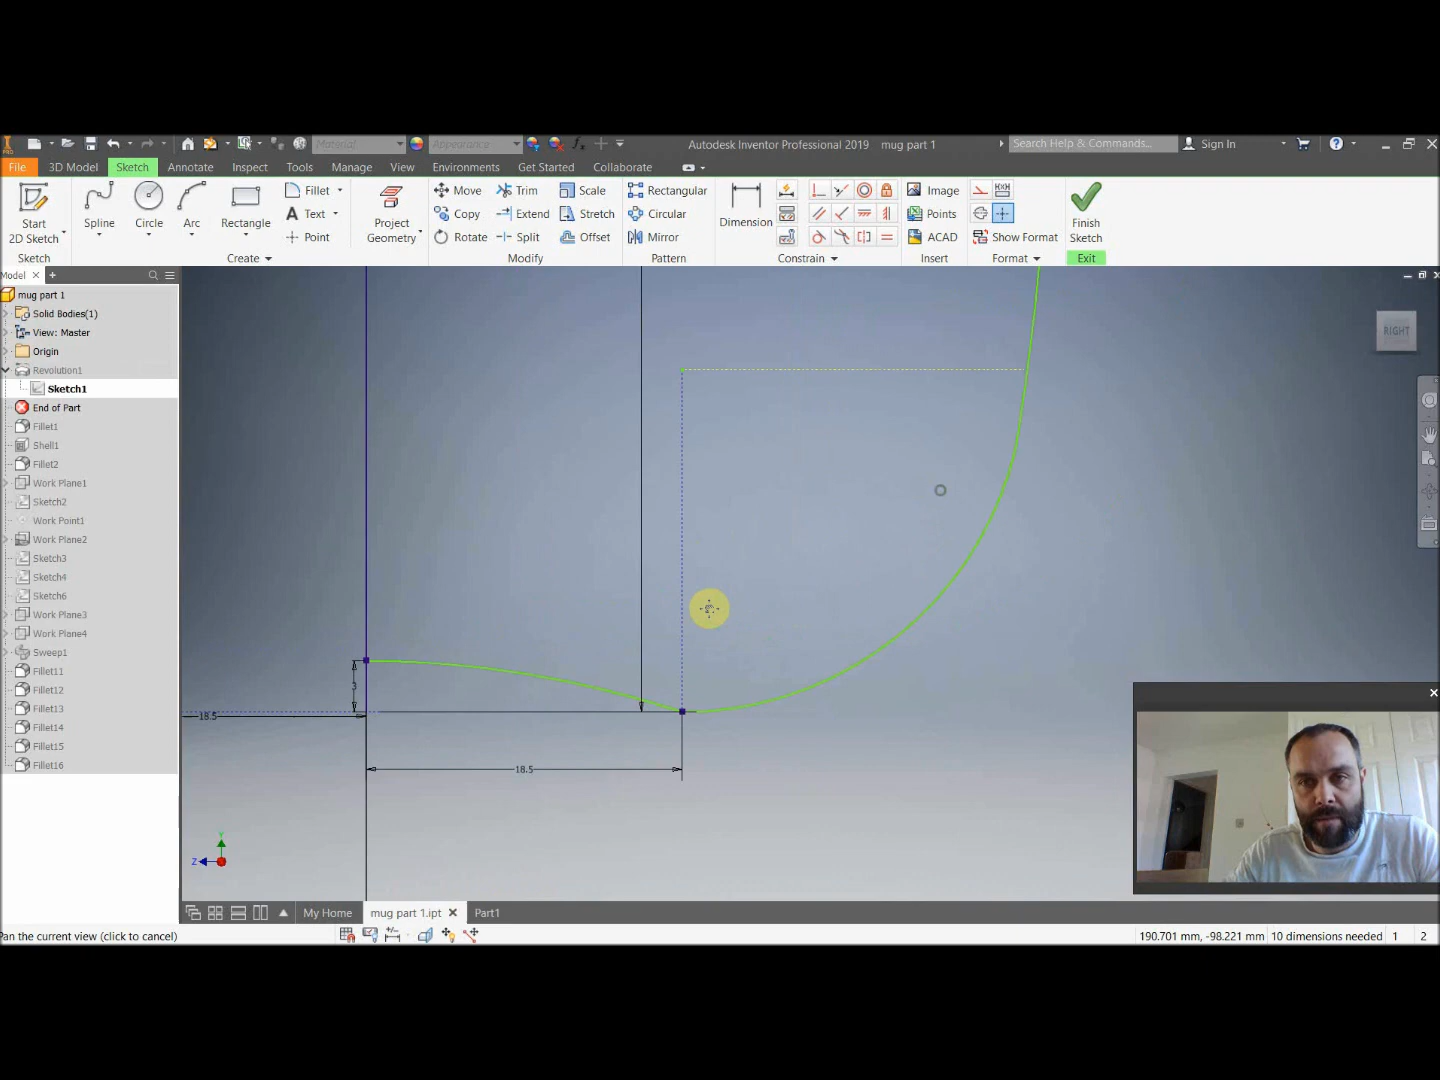 Material
Appearance
Autodesk Inventor Professional 2019 mug part 1
Search Help & Commands...
Sign In
PRO
File 3D Model Sketch Annotate Inspect Tools Manage View Environments Get Started Collaborate
Start
2D Sketch
Spline
Circle
Arc
Rectangle
Fillet
Text
Point
Project
Geometry
Move
Copy
Rotate
Trim
Extend
Split
Scale
Stretch
Offset
Rectangular
Circular
Mirror
Dimension
Image
Points
ACAD
Show Format
Finish
Sketch
Sketch Create Modify Pattern Constrain Insert Format Exit
Model
mug part 1
Solid Bodies(1)
View: Master
Origin
Revolution1
Sketch1
End of Part
Fillet1
Shell1
Fillet2
Work Plane1
Sketch2
Work Point1
Work Plane2
Sketch3
Sketch4
Sketch6
Work Plane3
Work Plane4
Sweep1
Fillet11
Fillet12
Fillet13
Fillet14
Fillet15
Fillet16
RIGHT
3
18.5
18.5
Y
Z
My Home mug part 1.ipt Part1
Pan the current view (click to cancel)
190.701 mm, -98.221 mm 10 dimensions needed 1 2